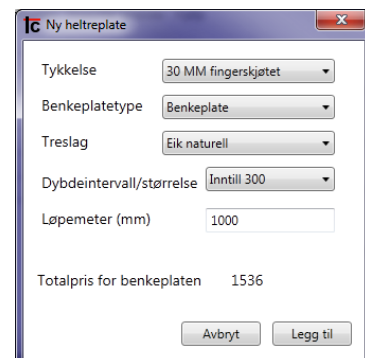 tc Ny heltreplate
Tykkelse 30 MM fingerskjøtet
Benkeplatetype Benkeplate
Treslag Eik naturell
Dybdeintervall/størrelse Inntill 300
Løpemeter (mm) 1000
Totalpris for benkeplaten 1536
Avbryt Legg til